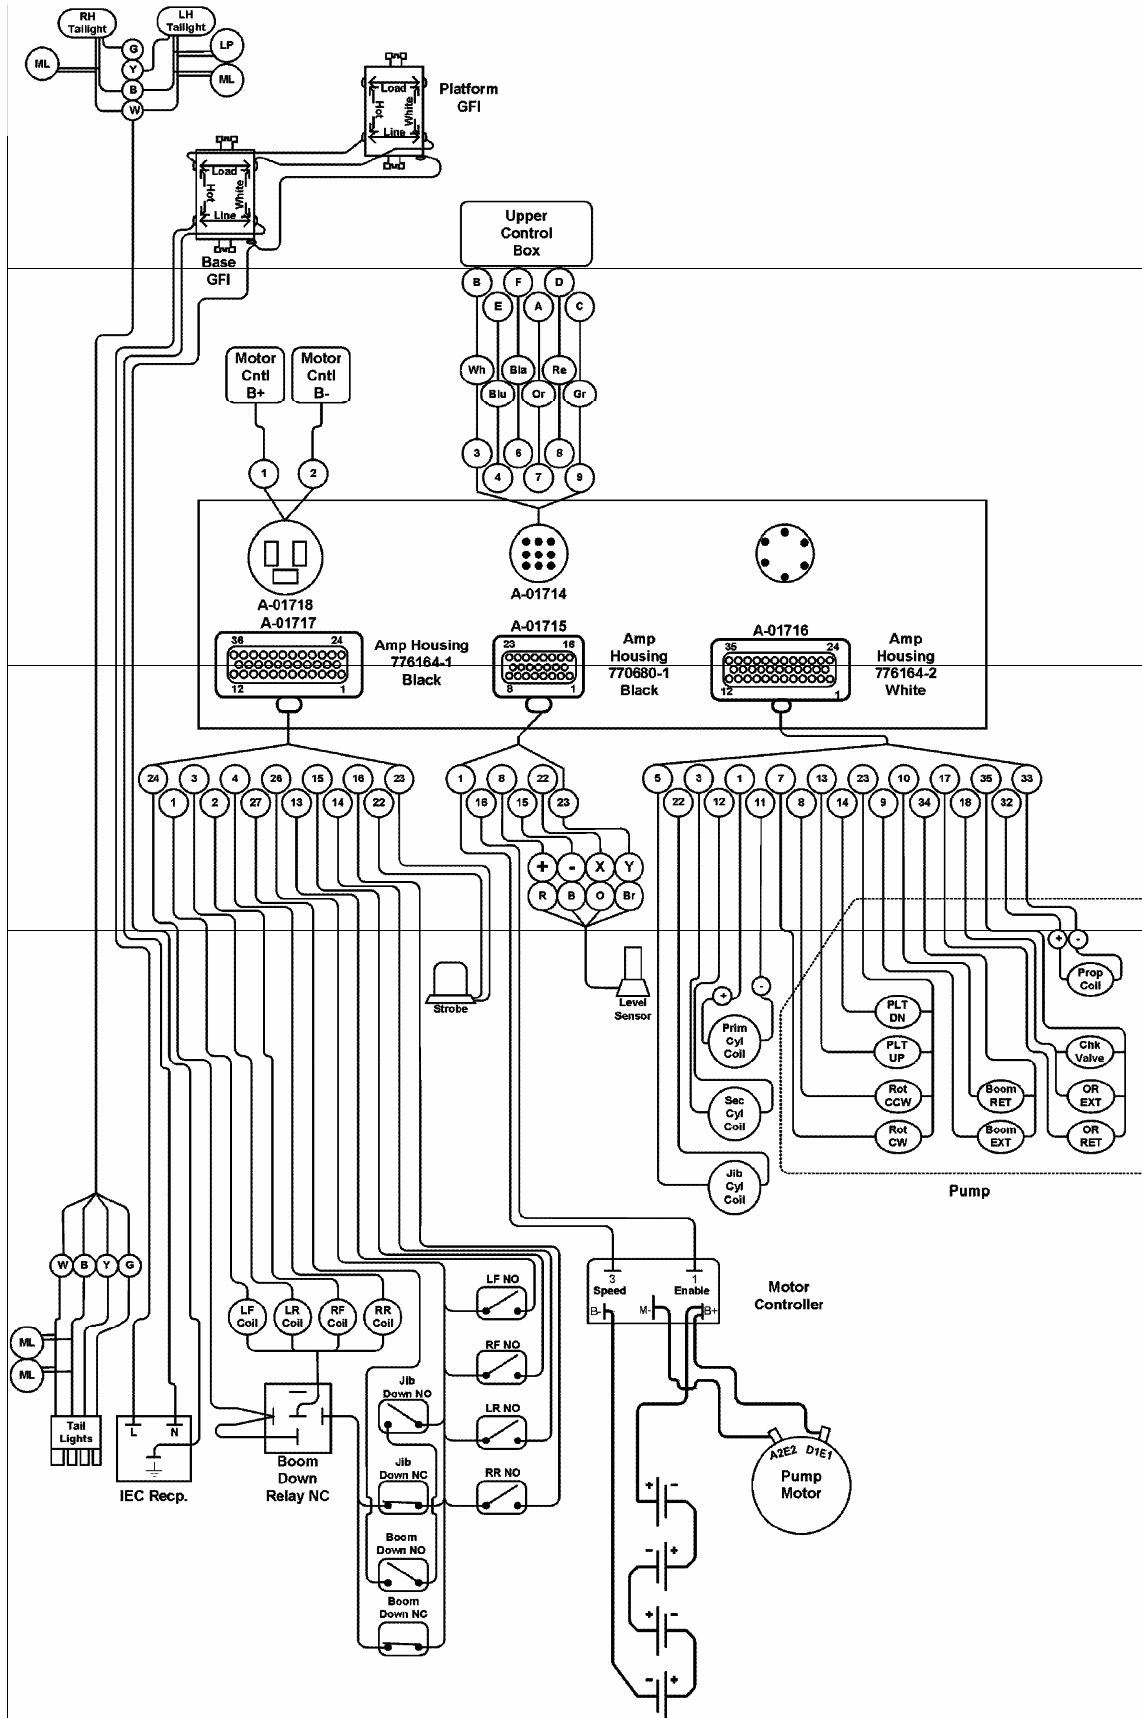 RH
Tailight
LH
Tailight
G
LP
ML
Y
ML
B
W
Load
Hot
White
Line
Platform
GFI
Load
Hot
White
Line
Base
GFI
Upper
Control
Box
B
F
D
E
A
C
Motor
Cntl
B+
Motor
Cntl
B-
Wh
Bla
Re
Blu
Or
Gr
3
6
8
4
7
9
1
2
A-01718
A-01714
A-01717
36
24
12
1
Amp Housing
776164-1
Black
A-01715
23
16
8
1
Amp
Housing
770680-1
Black
A-01716
35
24
12
1
Amp
Housing
776164-2
White
24
3
4
26
15
16
23
1
2
27
13
14
22
1
8
22
16
15
23
5
3
1
7
13
23
10
17
35
33
22
12
11
8
14
9
34
18
32
+
-
X
Y
R
B
O
Br
Strobe
Level
Sensor
+
-
Prop
Coil
+
-
Prim
Cyl
Coil
Sec
Cyl
Coil
Jib
Cyl
Coil
PLT
DN
PLT
UP
Rot
CCW
Rot
CW
Boom
RET
Boom
EXT
Chk
Valve
OR
EXT
OR
RET
Pump
W
B
Y
G
ML
ML
Tail
Lights
L
N
IEC Recp.
LF
Coil
LR
Coil
RF
Coil
RR
Coil
Boom
Down
Relay NC
LF NO
RF NO
LR NO
RR NO
Jib
Down NO
Jib
Down NC
Boom
Down NO
Boom
Down NC
3
Speed
1
Enable
B-
M-
B+
Motor
Controller
A2E2
D1E1
Pump
Motor
+
-
-
+
+
-
-
+